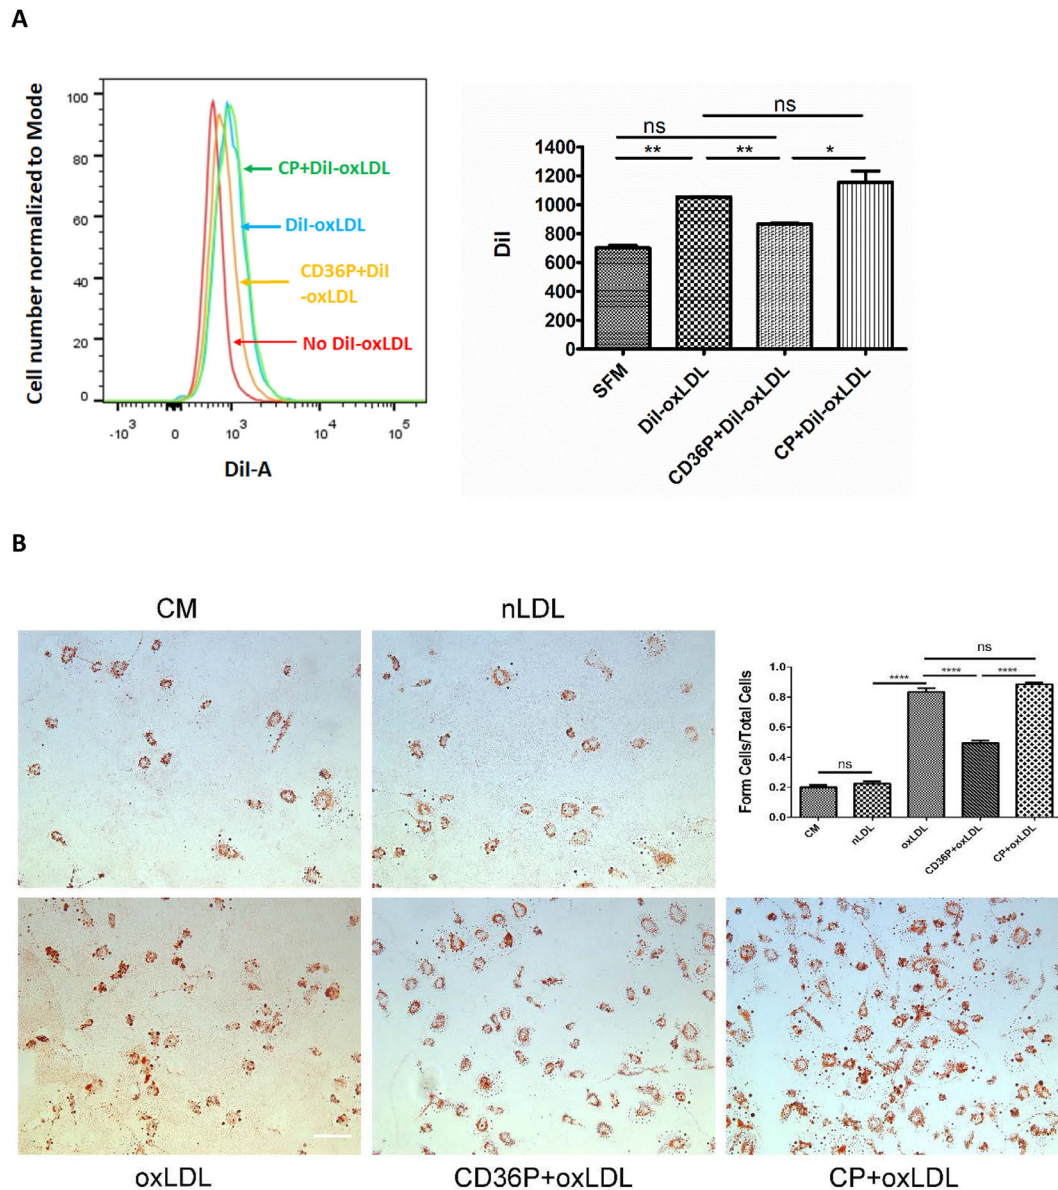 A
100
80
60
40
20
0
Cell number normalized to Mode
CP+DiI-oxLDL
DiI-oxLDL
CD36P+DiI
-oxLDL
No DiI-oxLDL
-10³ 0 10³ 10⁴ 10⁵
DiI-A
ns
ns
** ** *
1400
1200
1000
800
600
400
200
0
DiI
SFM
DiI-oxLDL
CD36P+DiI-oxLDL
CP+DiI-oxLDL
B
CM
nLDL
ns
**** **** ****
ns
1.0
0.8
0.6
0.4
0.2
0.0
Form Cells/Total Cells
CM
nLDL
oxLDL
CD36P+oxLDL
CP+oxLDL
oxLDL
CD36P+oxLDL
CP+oxLDL